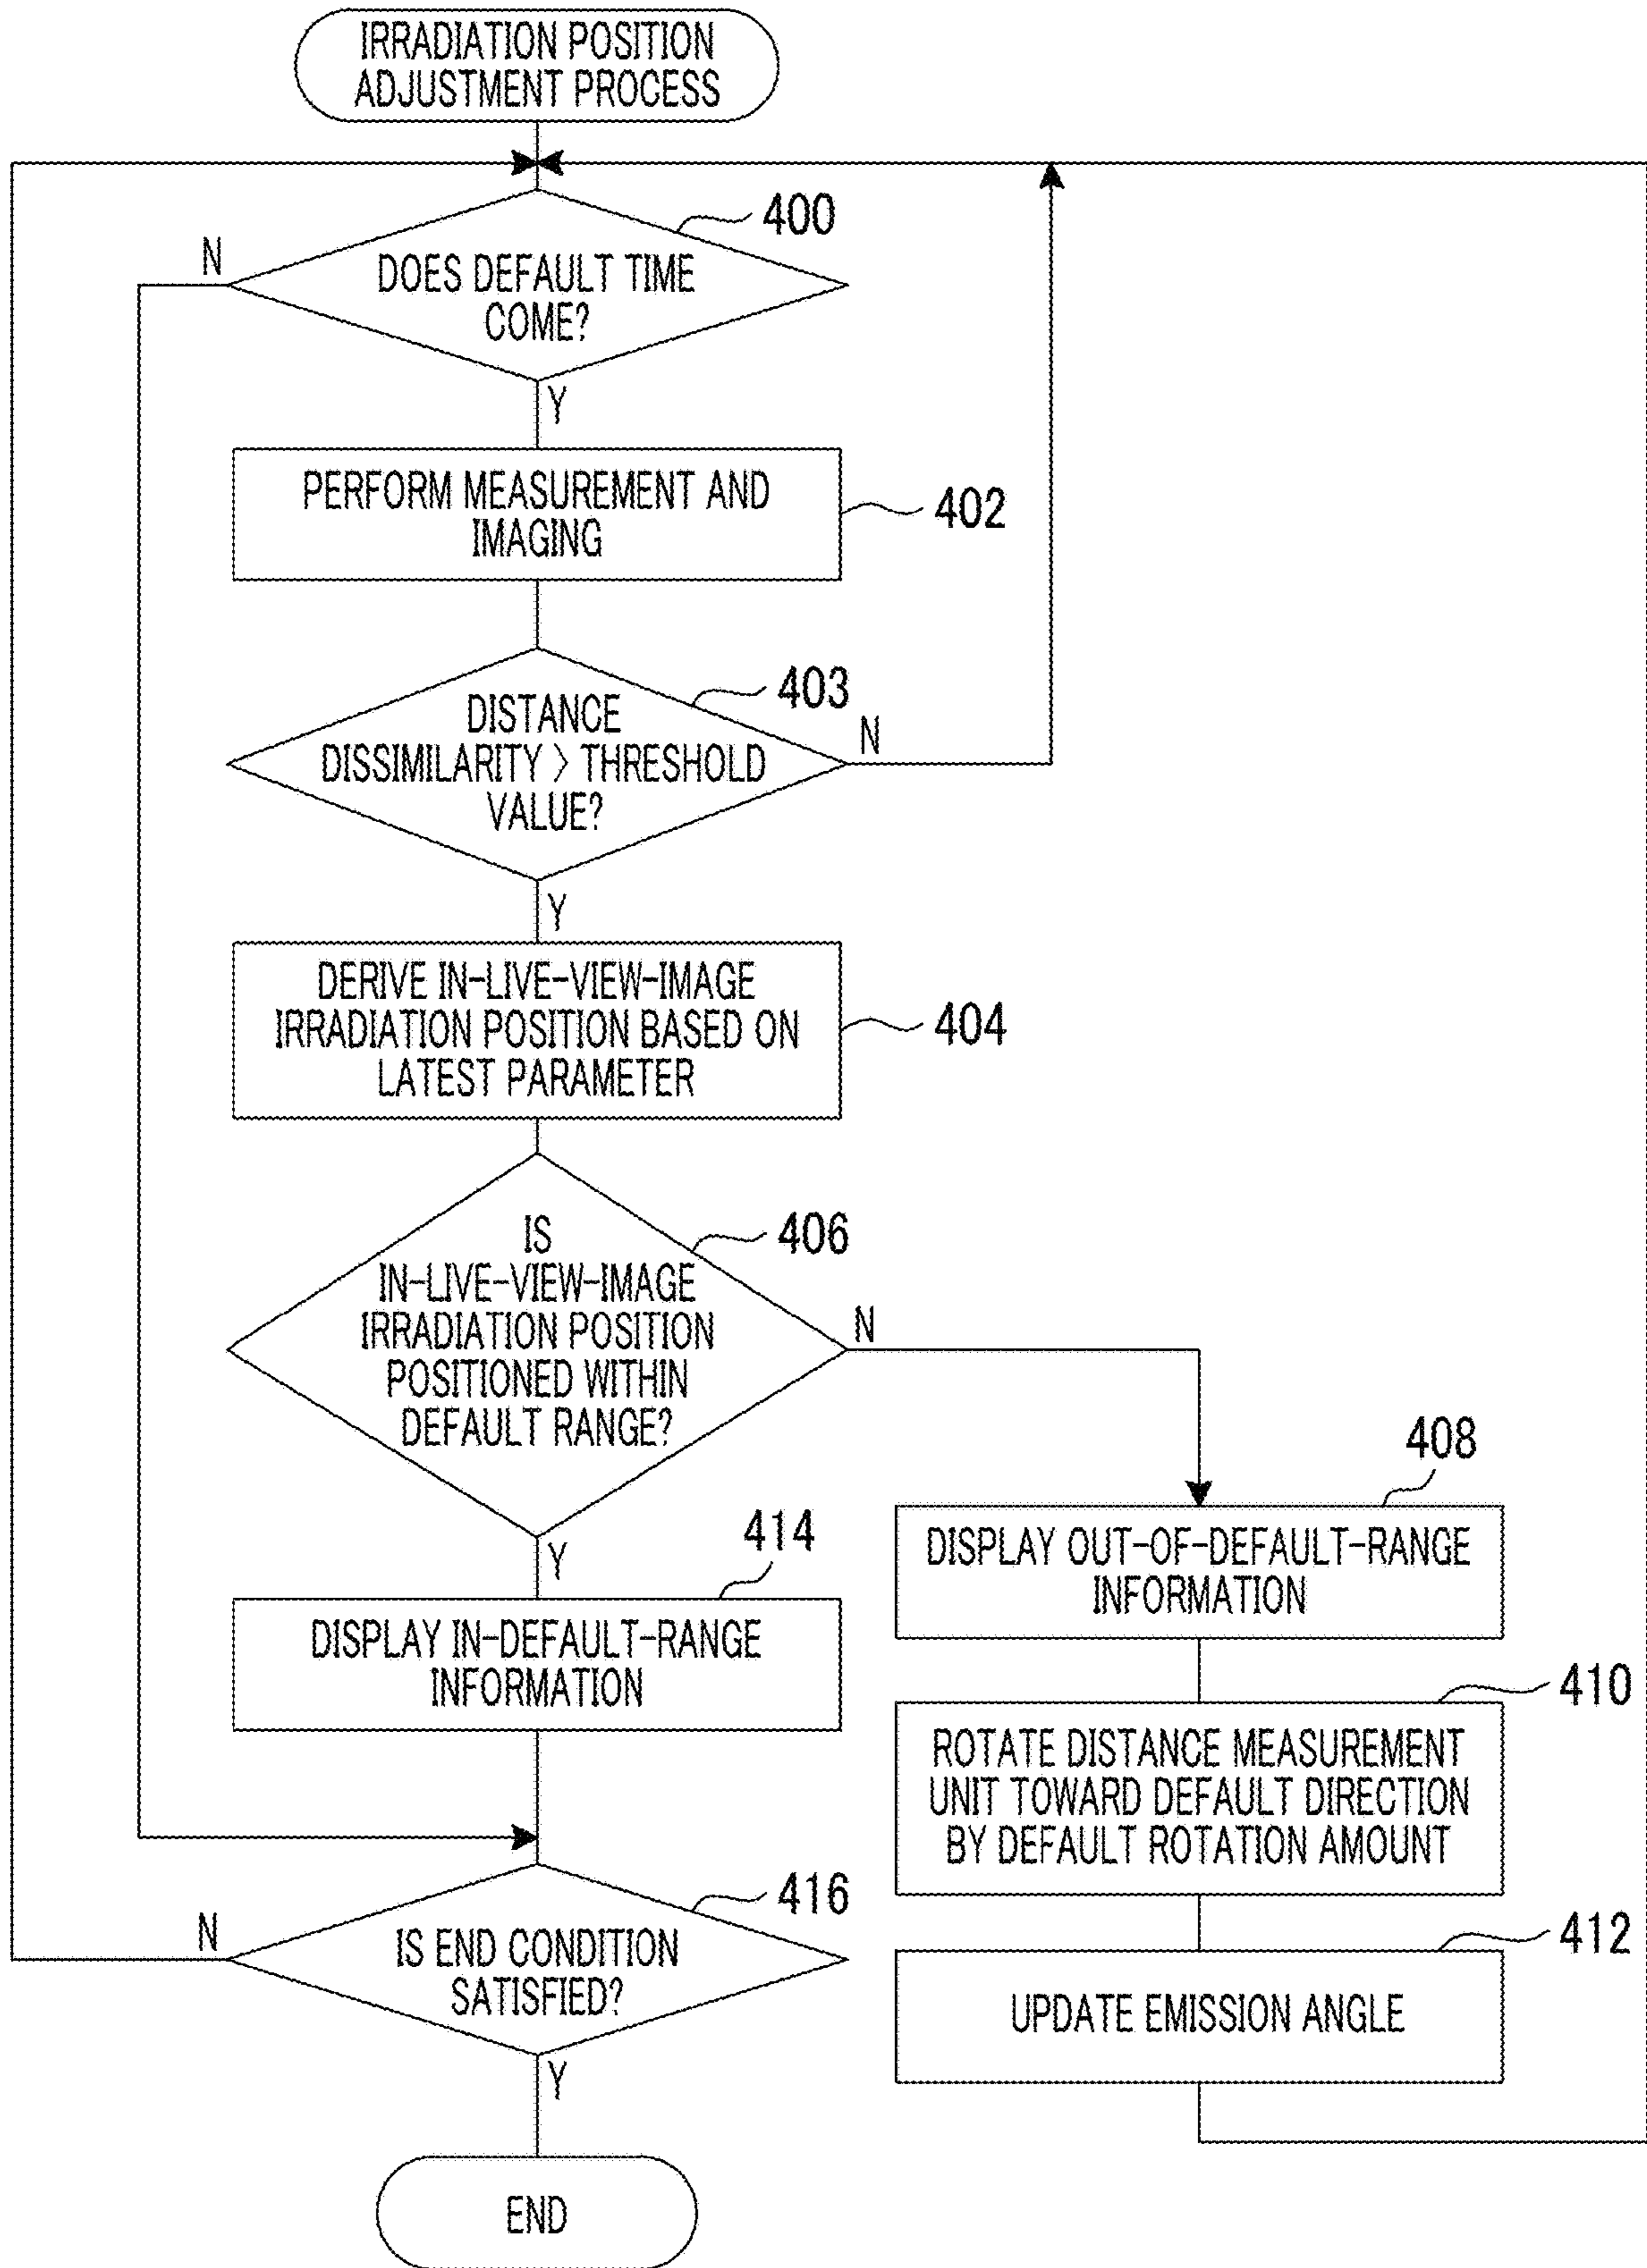 IRRADIATION POSITION
ADJUSTMENT PROCESS
400
N
DOES DEFAULT TIME
COME?
Y
PERFORM MEASUREMENT AND
IMAGING
402
403
DISTANCE
DISSIMILARITY > THRESHOLD
VALUE?
N
Y
DERIVE IN-LIVE-VIEW-IMAGE
IRRADIATION POSITION BASED ON
LATEST PARAMETER
404
406
IS
IN-LIVE-VIEW-IMAGE
IRRADIATION POSITION
POSITIONED WITHIN
DEFAULT RANGE?
N
Y
414
DISPLAY IN-DEFAULT-RANGE
INFORMATION
408
DISPLAY OUT-OF-DEFAULT-RANGE
INFORMATION
410
ROTATE DISTANCE MEASUREMENT
UNIT TOWARD DEFAULT DIRECTION
BY DEFAULT ROTATION AMOUNT
412
UPDATE EMISSION ANGLE
416
N
IS END CONDITION
SATISFIED?
Y
END